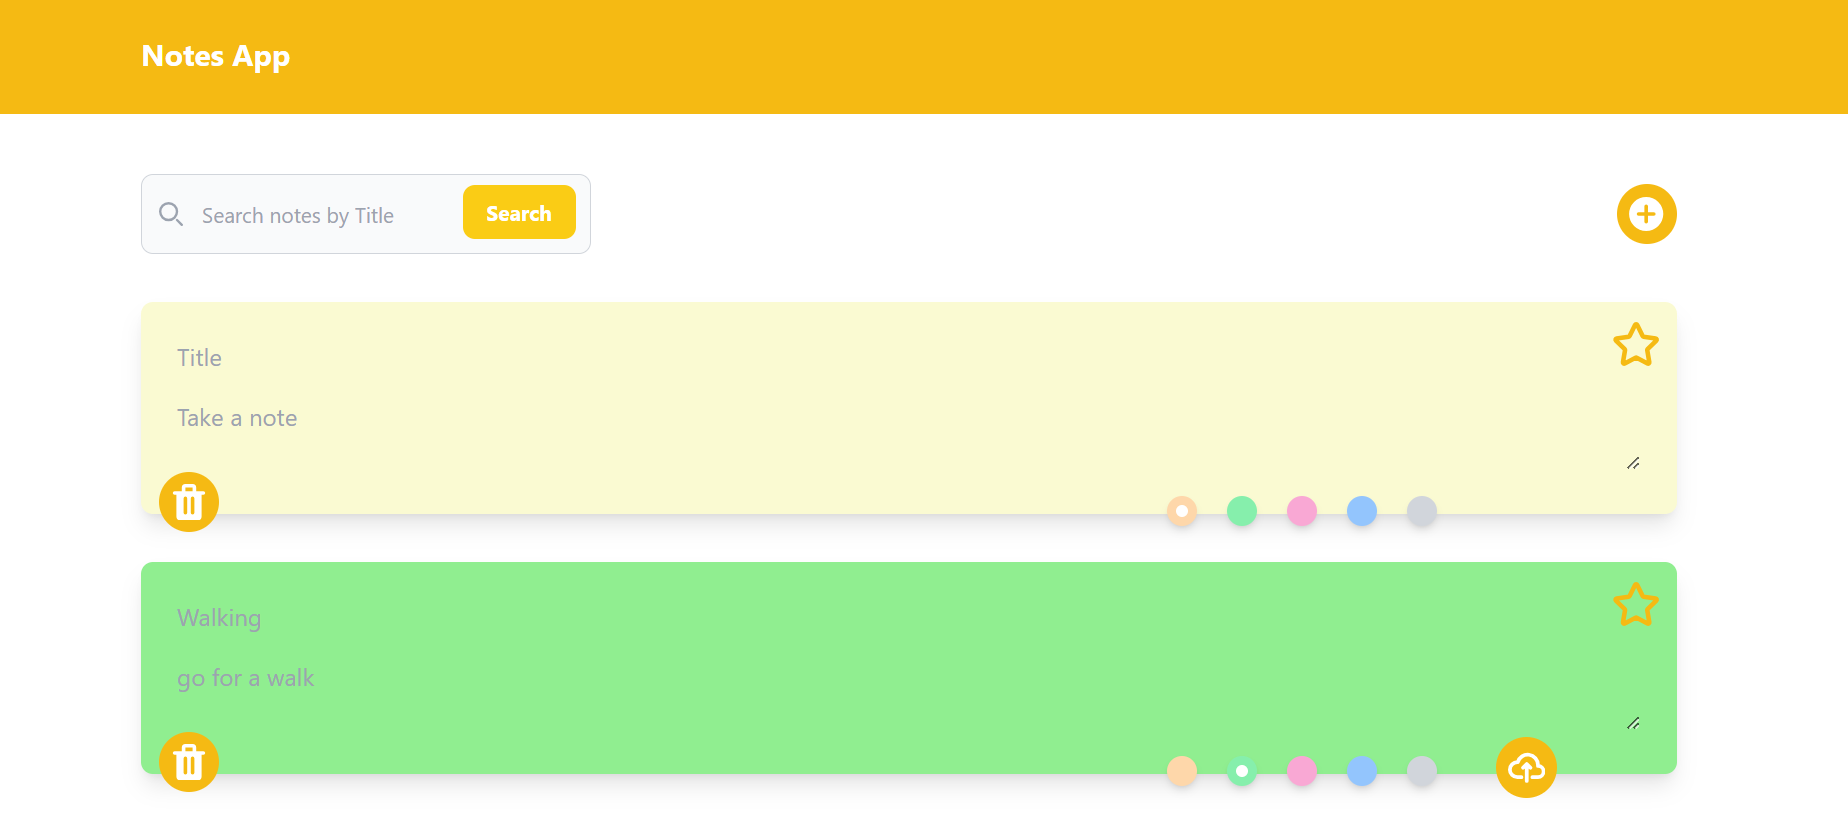 Notes App
Search notes by Title
Search
Title
Take a note
Walking
go for a walk